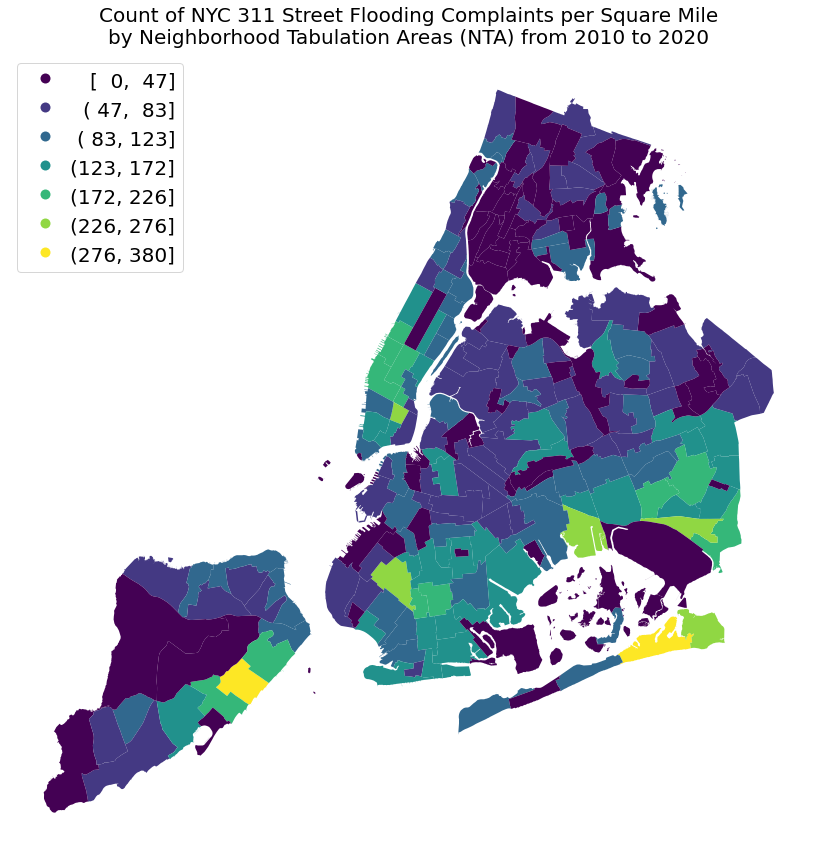 Count of NYC 311 Street Flooding Complaints per Square Mile
by Neighborhood Tabulation Areas (NTA) from 2010 to 2020
[  0,  47]
( 47,  83]
( 83, 123]
(123, 172]
(172, 226]
(226, 276]
(276, 380]